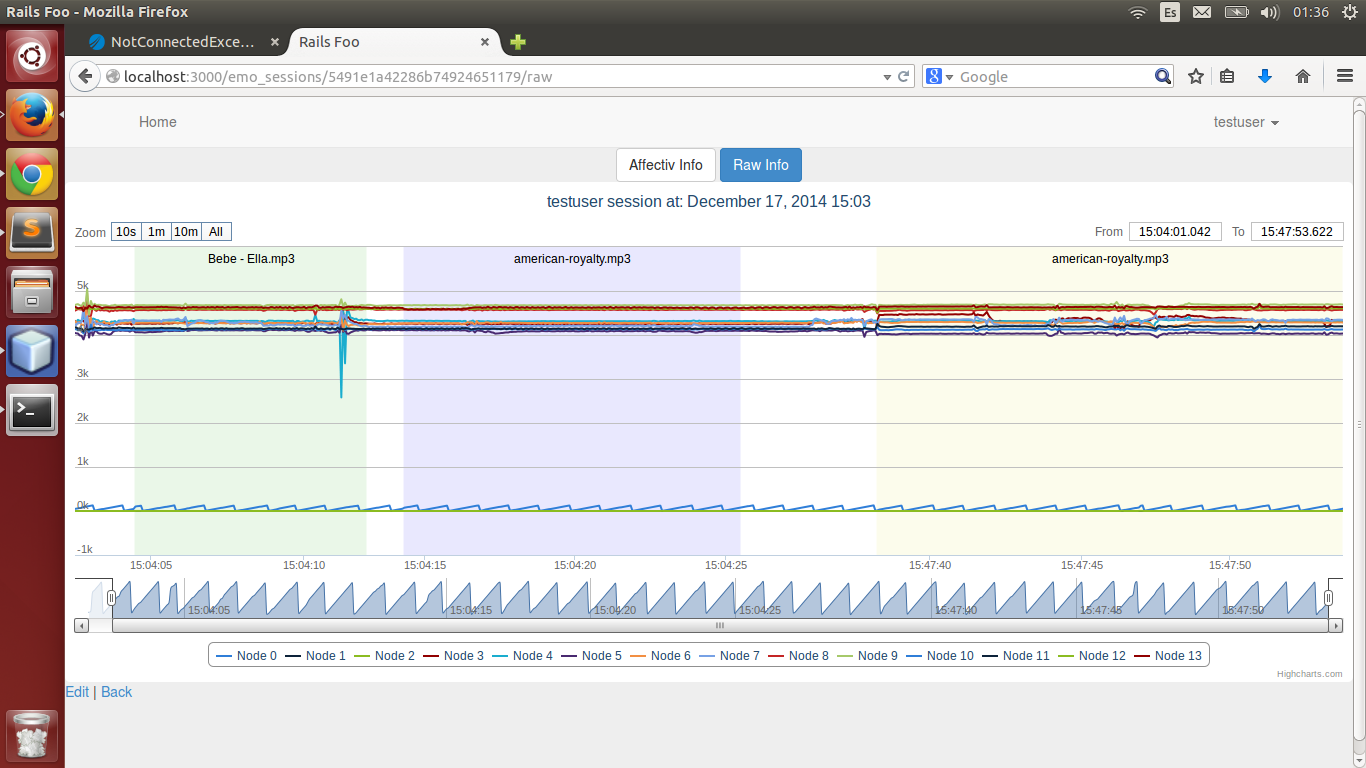 Rails Foo - Mozilla Firefox
Es
01:36
NotConnectedExce...
Rails Foo
localhost:3000/emo_sessions/5491e1a42286b74924651179/raw
Google
Home
testuser
Affectiv Info
Raw Info
testuser session at: December 17, 2014 15:03
Zoom 10s 1m 10m All
From 15:04:01.042 To 15:47:53.622
Bebe - Ella.mp3
american-royalty.mp3
american-royalty.mp3
5k
3k
2k
1k
0k
-1k
15:04:05 15:04:10 15:04:15 15:04:20 15:04:25 15:47:40 15:47:45 15:47:50
15:04:05 15:04:15 15:04:20 15:04:25 15:47:40 15:47:45 15:47:50
Node 0 Node 1 Node 2 Node 3 Node 4 Node 5 Node 6 Node 7 Node 8 Node 9 Node 10 Node 11 Node 12 Node 13
Highcharts.com
Edit | Back